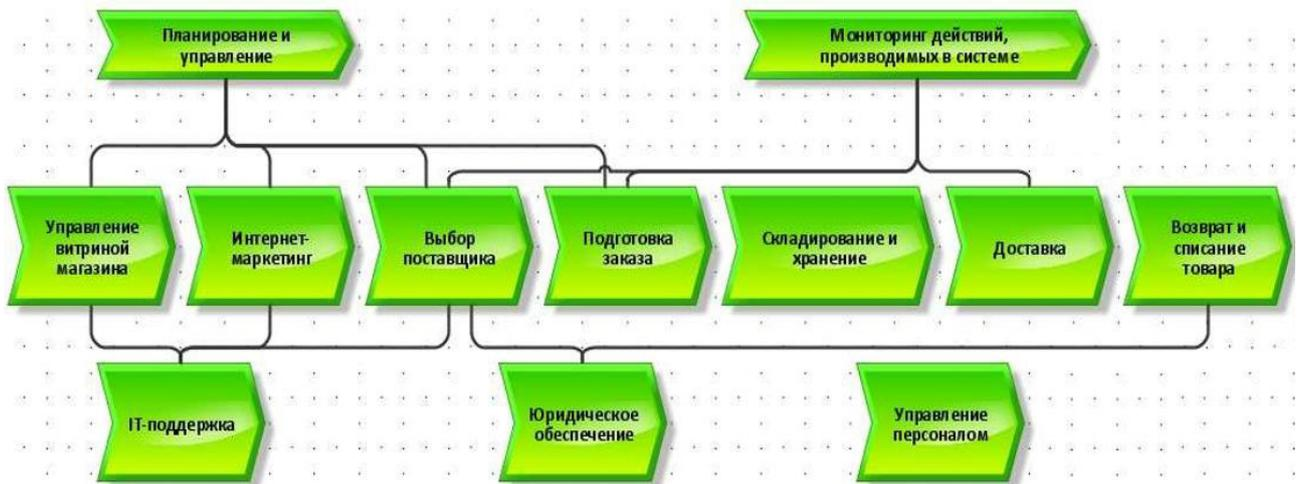 Планирование и
управление
Мониторинг действий,
производимых в системе
Управление
витриной
магазина
Интернет-
маркетинг
Выбор
поставщика
Подготовка
заказа
Складирование и
хранение
Доставка
Возврат и
списание
товара
IT-поддержка
Юридическое
обеспечение
Управление
персоналом